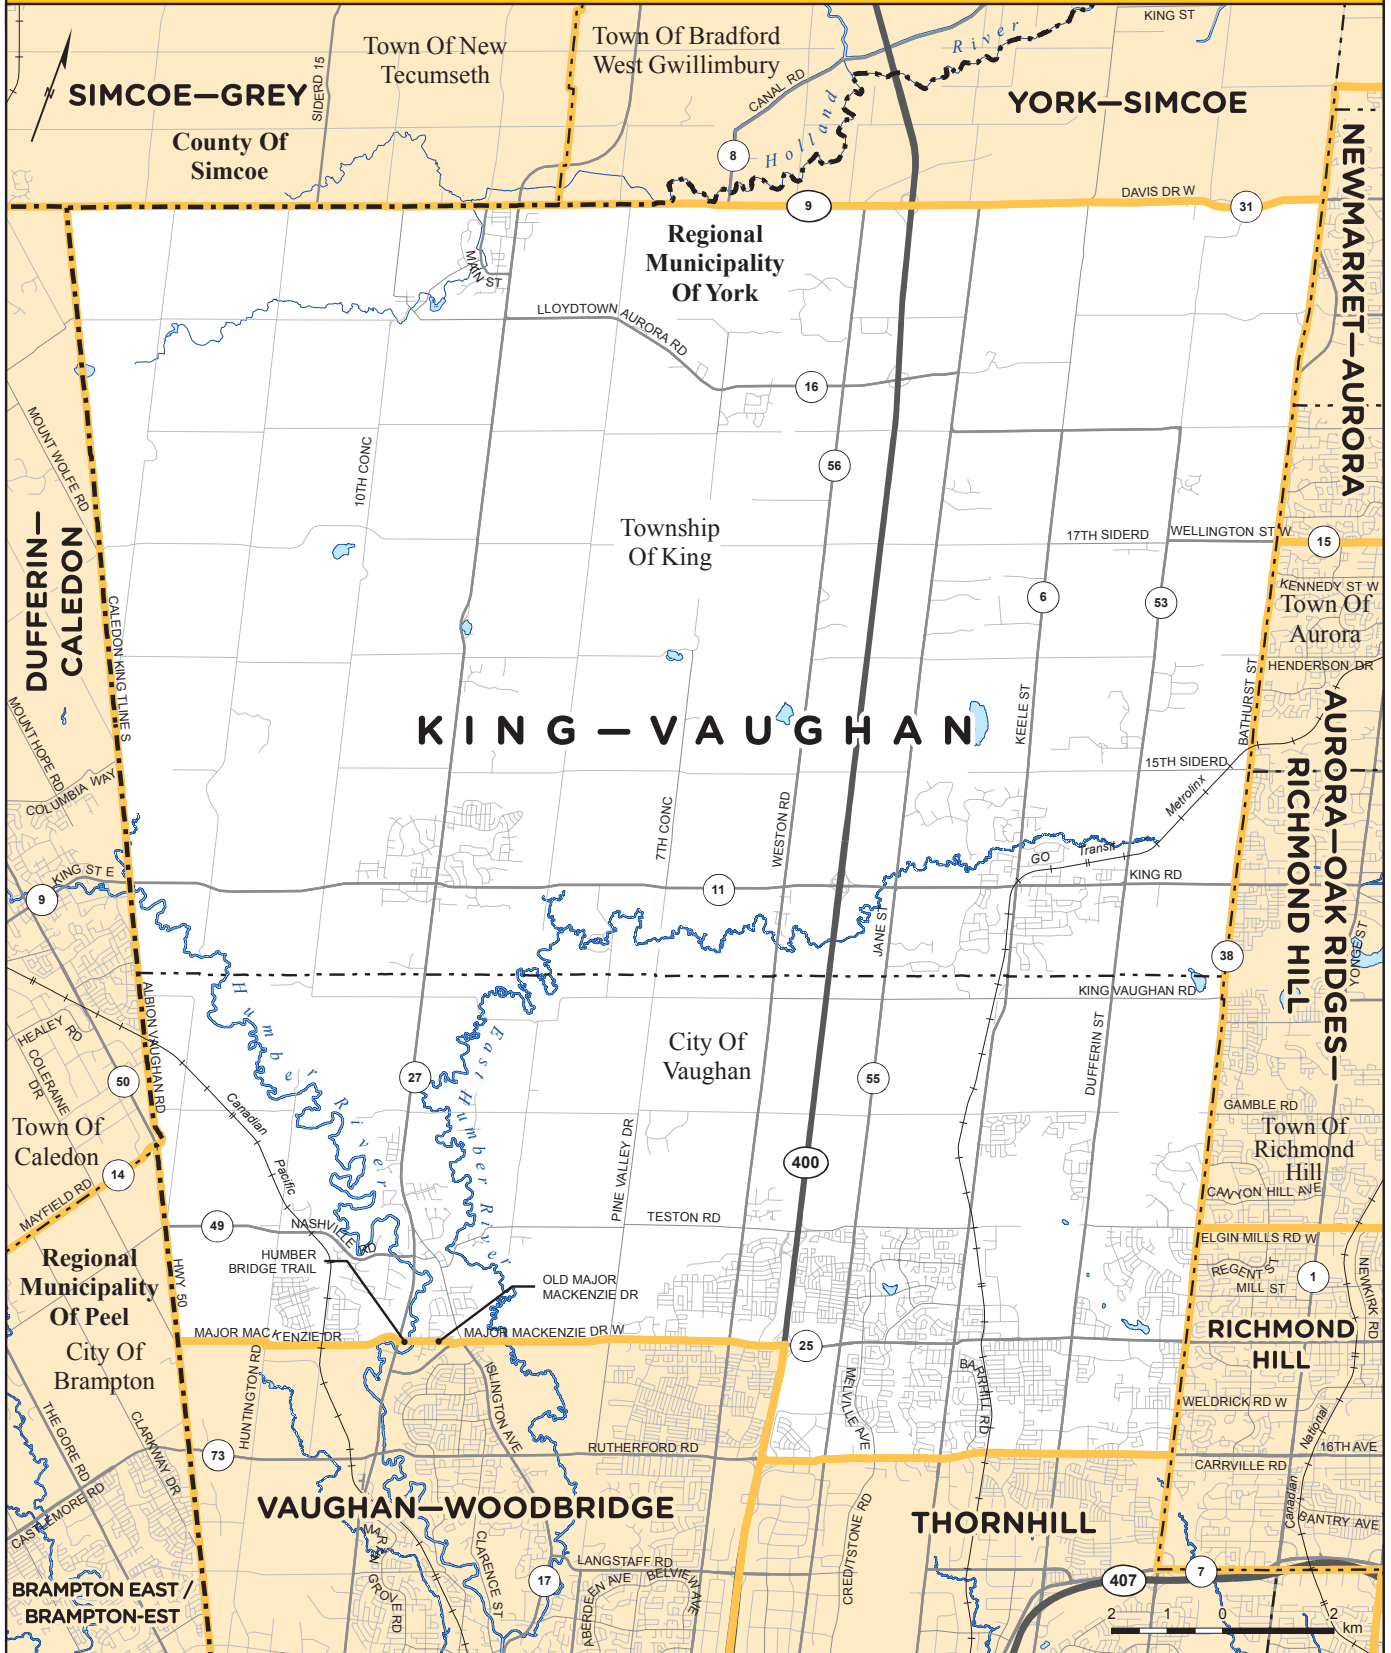 KING ST
Town Of New
Tecumseth
Town Of Bradford
West Gwillimbury
River
SIDERD 15
CANAL RD
SIMCOE—GREY
YORK—SIMCOE
N
County Of
Simcoe
8
Holland
9
DAVIS DR W
31
NEWMARKET—AURORA
Regional
Municipality
Of York
MAIN ST
LLOYDTOWN AURORA RD
16
MOUNT WOLFE RD
10TH CONC
56
Township
Of King
17TH SIDERD
WELLINGTON ST W
15
DUFFERIN—
CALEDON
CALEDON KING TLINE S
6
53
KENNEDY ST W
Town Of
Aurora
HENDERSON DR
BATHURST ST
KEELE ST
MOUNT HOPE RD
COLUMBIA WAY
KING—VAUGHAN
15TH SIDERD
Metrolinx
AURORA—OAK RIDGES—
RICHMOND HILL
7TH CONC
WESTON RD
GO Transit
KING ST E
9
11
KING RD
JANE ST
38
YONGE ST
KING VAUGHAN RD
Humber River
East Humber River
ALBION VAUGHAN RD
HEALEY RD
COLERAINE
DR
50
27
City Of
Vaughan
55
DUFFERIN ST
GAMBLE RD
Canadian
Pacific
Town Of
Caledon
14
MAYFIELD RD
PINE VALLEY DR
400
Town Of
Richmond
Hill
CANYON HILL AVE
49
NASHVILLE RD
TESTON RD
ELGIN MILLS RD W
HUMBER
BRIDGE TRAIL
OLD MAJOR
MACKENZIE DR
REGENT ST
MILL ST
1
NEWKIRK RD
Regional
Municipality
Of Peel
HWY 50
MAJOR MACKENZIE DR
MAJOR MACKENZIE DR W
25
RICHMOND
HILL
City Of
Brampton
HUNTINGTON RD
ISLINGTON AVE
MELVILLE AVE
BARRHILL RD
WELDRICK RD W
THE GORE RD
CLARKWAY DR
73
RUTHERFORD RD
National
16TH AVE
CARRVILLE RD
CASTLEMORE RD
VAUGHAN—WOODBRIDGE
CREDITSTONE RD
THORNHILL
Canadian
BANTRY AVE
MARTIN GROVE RD
CLARENCE ST
LANGSTAFF RD
17
ABERDEEN AVE
BELVIEW AVE
407
7
BRAMPTON EAST /
BRAMPTON-EST
2 1 0 2
km